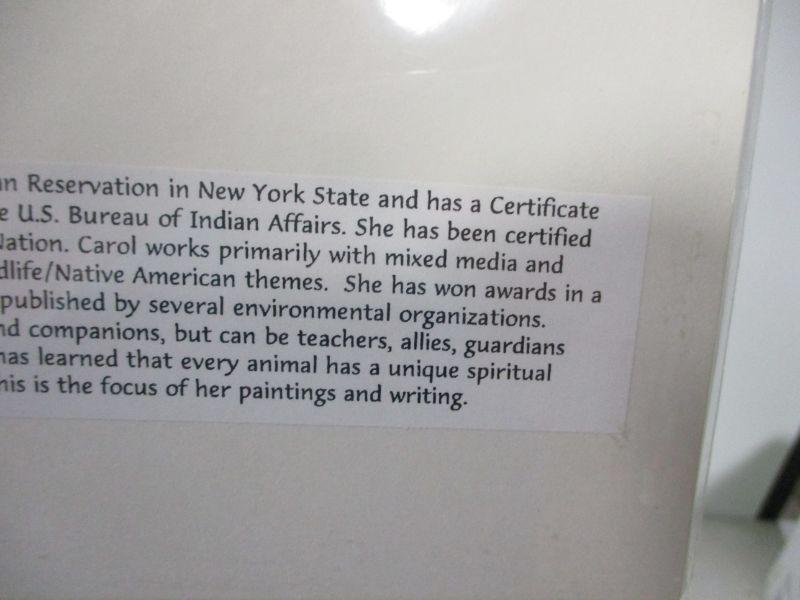 n Reservation in New York State and has a Certificate
e U.S. Bureau of Indian Affairs. She has been certified
Nation. Carol works primarily with mixed media and
dlife/Native American themes. She has won awards in a
published by several environmental organizations.
nd companions, but can be teachers, allies, guardians
has learned that every animal has a unique spiritual
his is the focus of her paintings and writing.